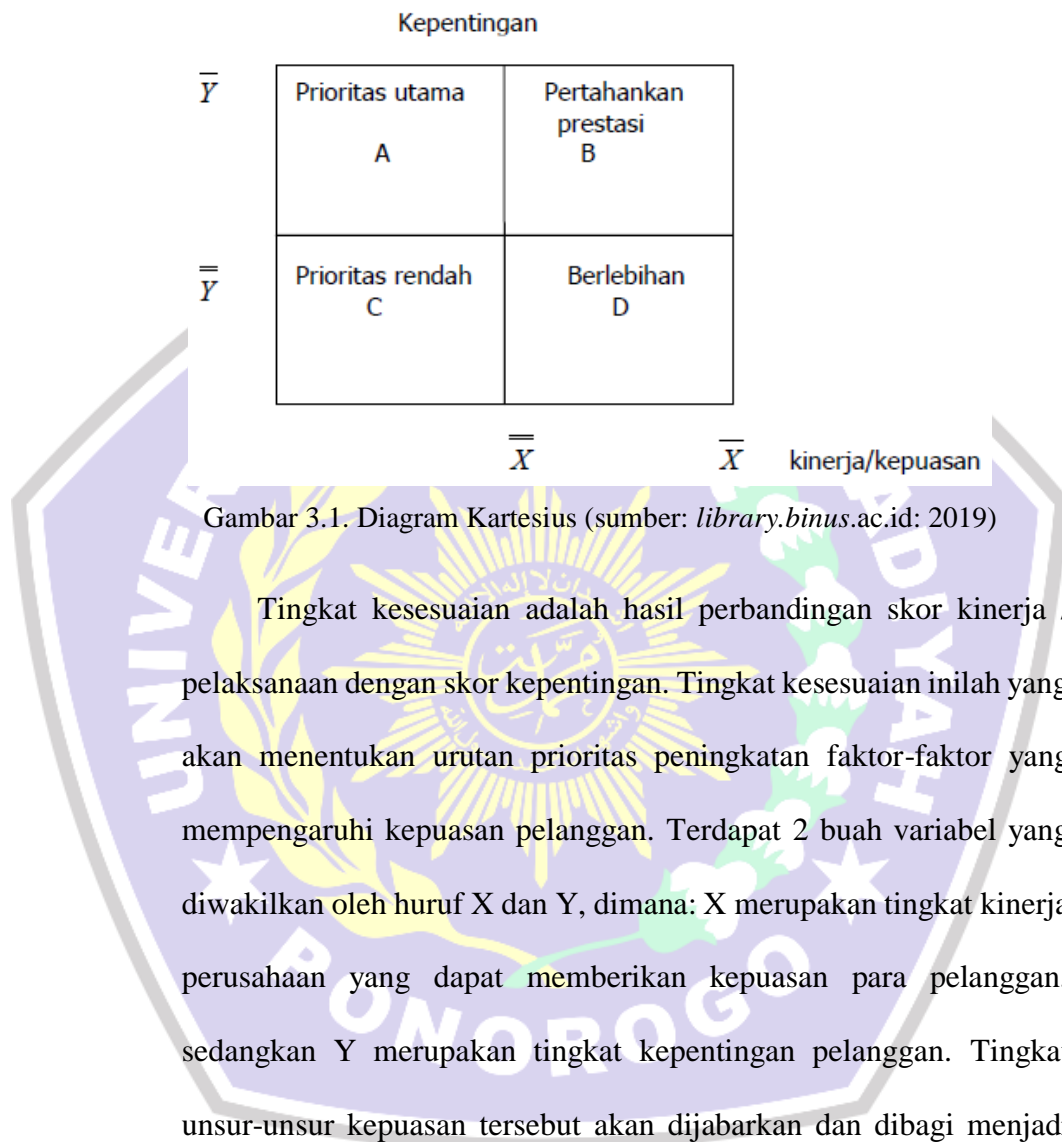 Kepentingan
Y̅
Prioritas utama
Pertahankan
prestasi
A
B
Y̿
Prioritas rendah
Berlebihan
C
D
X̿
X̅
kinerja/kepuasan
Gambar 3.1. Diagram Kartesius (sumber: library.binus.ac.id: 2019)
Tingkat kesesuaian adalah hasil perbandingan skor kinerja
pelaksanaan dengan skor kepentingan. Tingkat kesesuaian inilah yang
akan menentukan urutan prioritas peningkatan faktor-faktor yang
mempengaruhi kepuasan pelanggan. Terdapat 2 buah variabel yang
diwakilkan oleh huruf X dan Y, dimana: X merupakan tingkat kinerja
perusahaan yang dapat memberikan kepuasan para pelanggan,
sedangkan Y merupakan tingkat kepentingan pelanggan. Tingkat
unsur-unsur kepuasan tersebut akan dijabarkan dan dibagi menjadi
PONOROGO